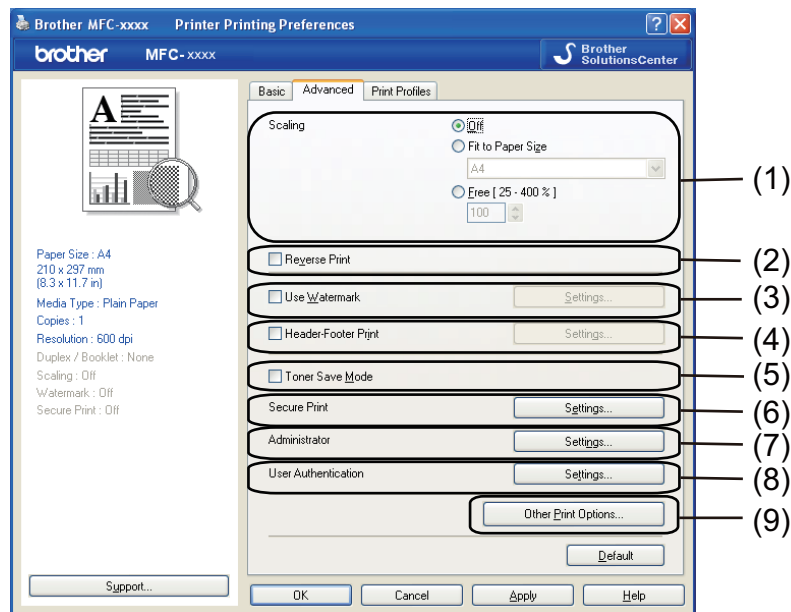 Brother MFC-xxxx Printer Printing Preferences
brother MFC-xxxx
Brother
SolutionsCenter
A
Paper Size : A4
210 x 297 mm
(8.3 x 11.7 in)
Media Type : Plain Paper
Copies : 1
Resolution : 600 dpi
Duplex / Booklet : None
Scaling : Off
Watermark : Off
Secure Print : Off
Support...
Basic Advanced Print Profiles
Scaling
Off
Fit to Paper Size
A4
Free [ 25 - 400 % ]
100
(1)
Reverse Print (2)
Use Watermark Settings... (3)
Header-Footer Print Settings... (4)
Toner Save Mode (5)
Secure Print Settings... (6)
Administrator Settings... (7)
User Authentication Settings... (8)
Other Print Options... (9)
Default
OK Cancel Apply Help